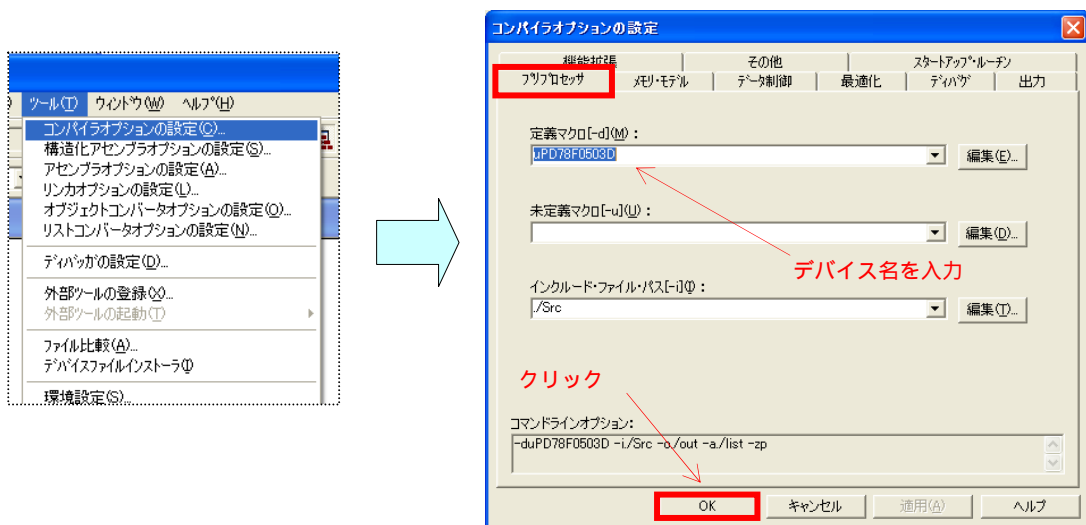 ツール(T) ウィンドウ(W) ヘルプ(H)
コンパイラオプションの設定(C)...
構造化アセンブラオプションの設定(S)...
アセンブラオプションの設定(A)...
リンカオプションの設定(L)...
オブジェクトコンバータオプションの設定(O)...
リストコンバータオプションの設定(N)...
ディバッガの設定(D)...
外部ツールの登録(X)...
外部ツールの起動(T)
ファイル比較(A)...
デバイスファイルインストーラ(I)
環境設定(S)...
コンパイラオプションの設定
機能拡張 その他 スタートアップ・ルーチン
プリプロセッサ メモリ・モデル データ制御 最適化 ディバグ 出力
定義マクロ[-d](M) :
uPD78F0503D 編集(E)...
未定義マクロ[-u](U) :
編集(D)...
デバイス名を入力
インクルード・ファイル・パス[-i](I) :
./Src 編集(T)...
クリック
コマンドラインオプション:
-duPD78F0503D -i./Src -o./out -a./list -zp
OK キャンセル 適用(A) ヘルプ